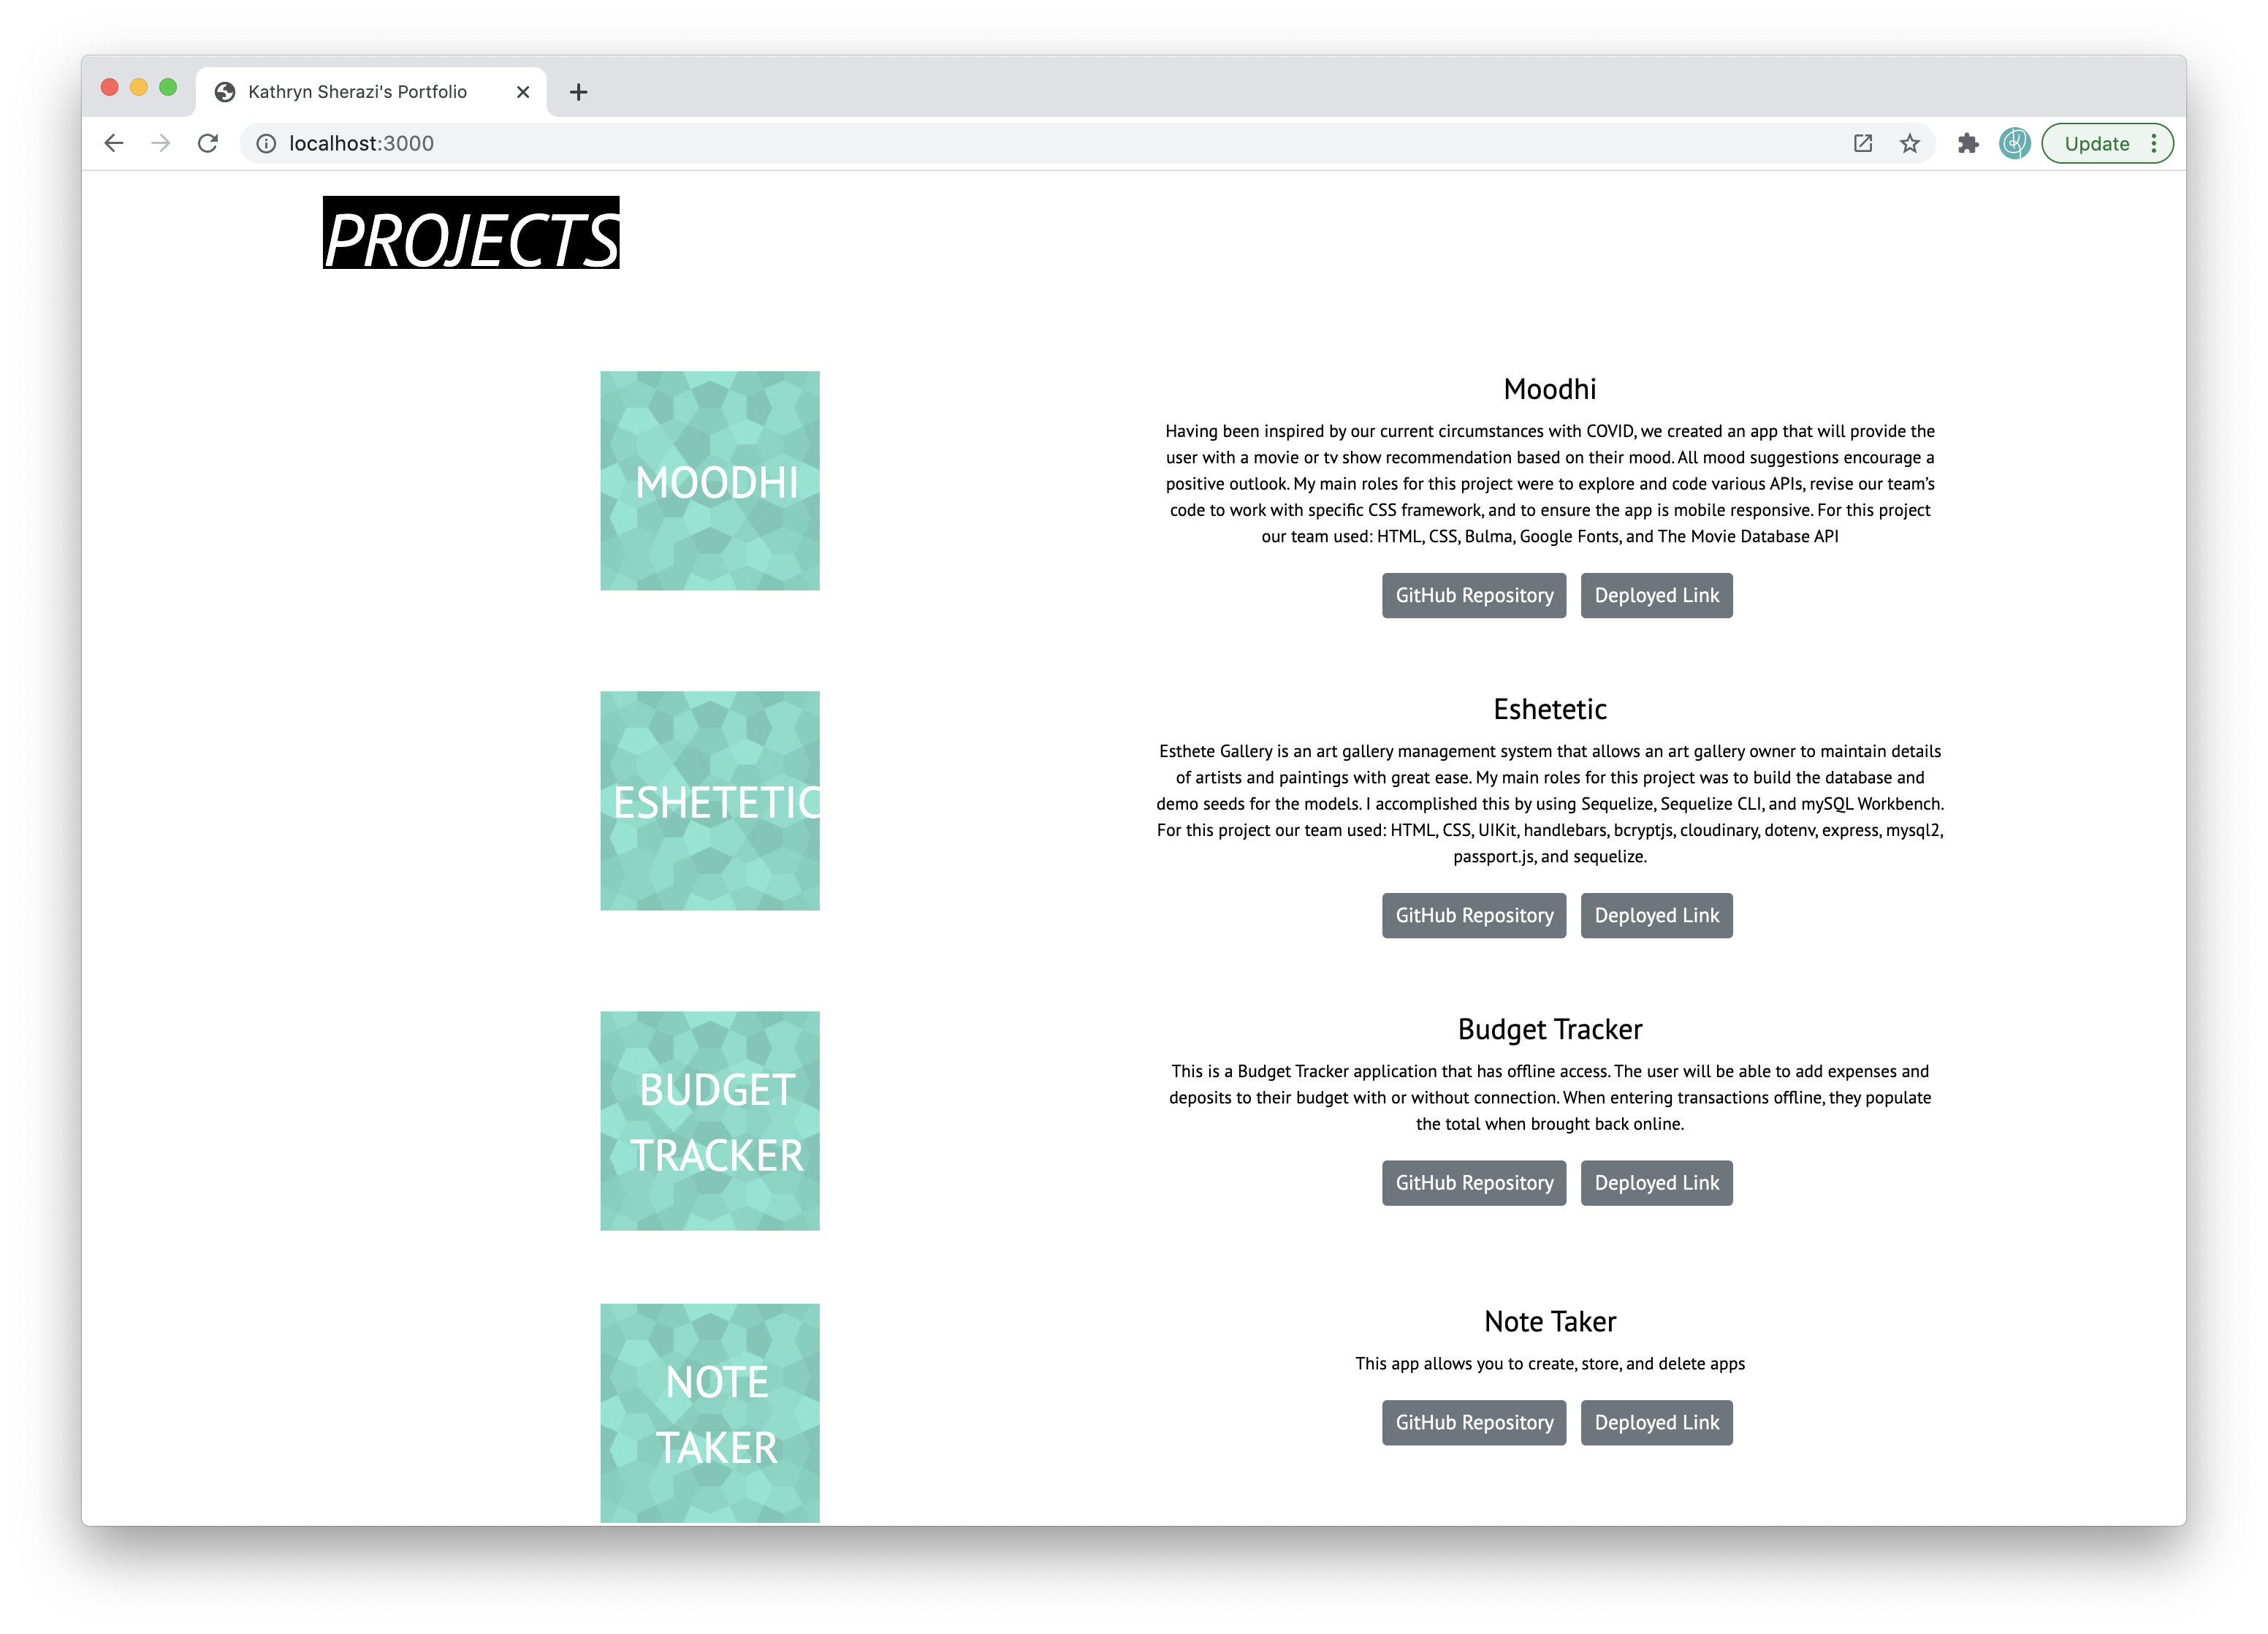 Kathryn Sherazi's Portfolio
localhost:3000
Update
PROJECTS
MOODHI
Moodhi
Having been inspired by our current circumstances with COVID, we created an app that will provide the
user with a movie or tv show recommendation based on their mood. All mood suggestions encourage a
positive outlook. My main roles for this project were to explore and code various APIs, revise our team’s
code to work with specific CSS framework, and to ensure the app is mobile responsive. For this project
our team used: HTML, CSS, Bulma, Google Fonts, and The Movie Database API
GitHub Repository
Deployed Link
ESHETETIC
Eshetetic
Esthete Gallery is an art gallery management system that allows an art gallery owner to maintain details
of artists and paintings with great ease. My main roles for this project was to build the database and
demo seeds for the models. I accomplished this by using Sequelize, Sequelize CLI, and mySQL Workbench.
For this project our team used: HTML, CSS, UIKit, handlebars, bcryptjs, cloudinary, dotenv, express, mysql2,
passport.js, and sequelize.
GitHub Repository
Deployed Link
BUDGET
TRACKER
Budget Tracker
This is a Budget Tracker application that has offline access. The user will be able to add expenses and
deposits to their budget with or without connection. When entering transactions offline, they populate
the total when brought back online.
GitHub Repository
Deployed Link
NOTE
TAKER
Note Taker
This app allows you to create, store, and delete apps
GitHub Repository
Deployed Link